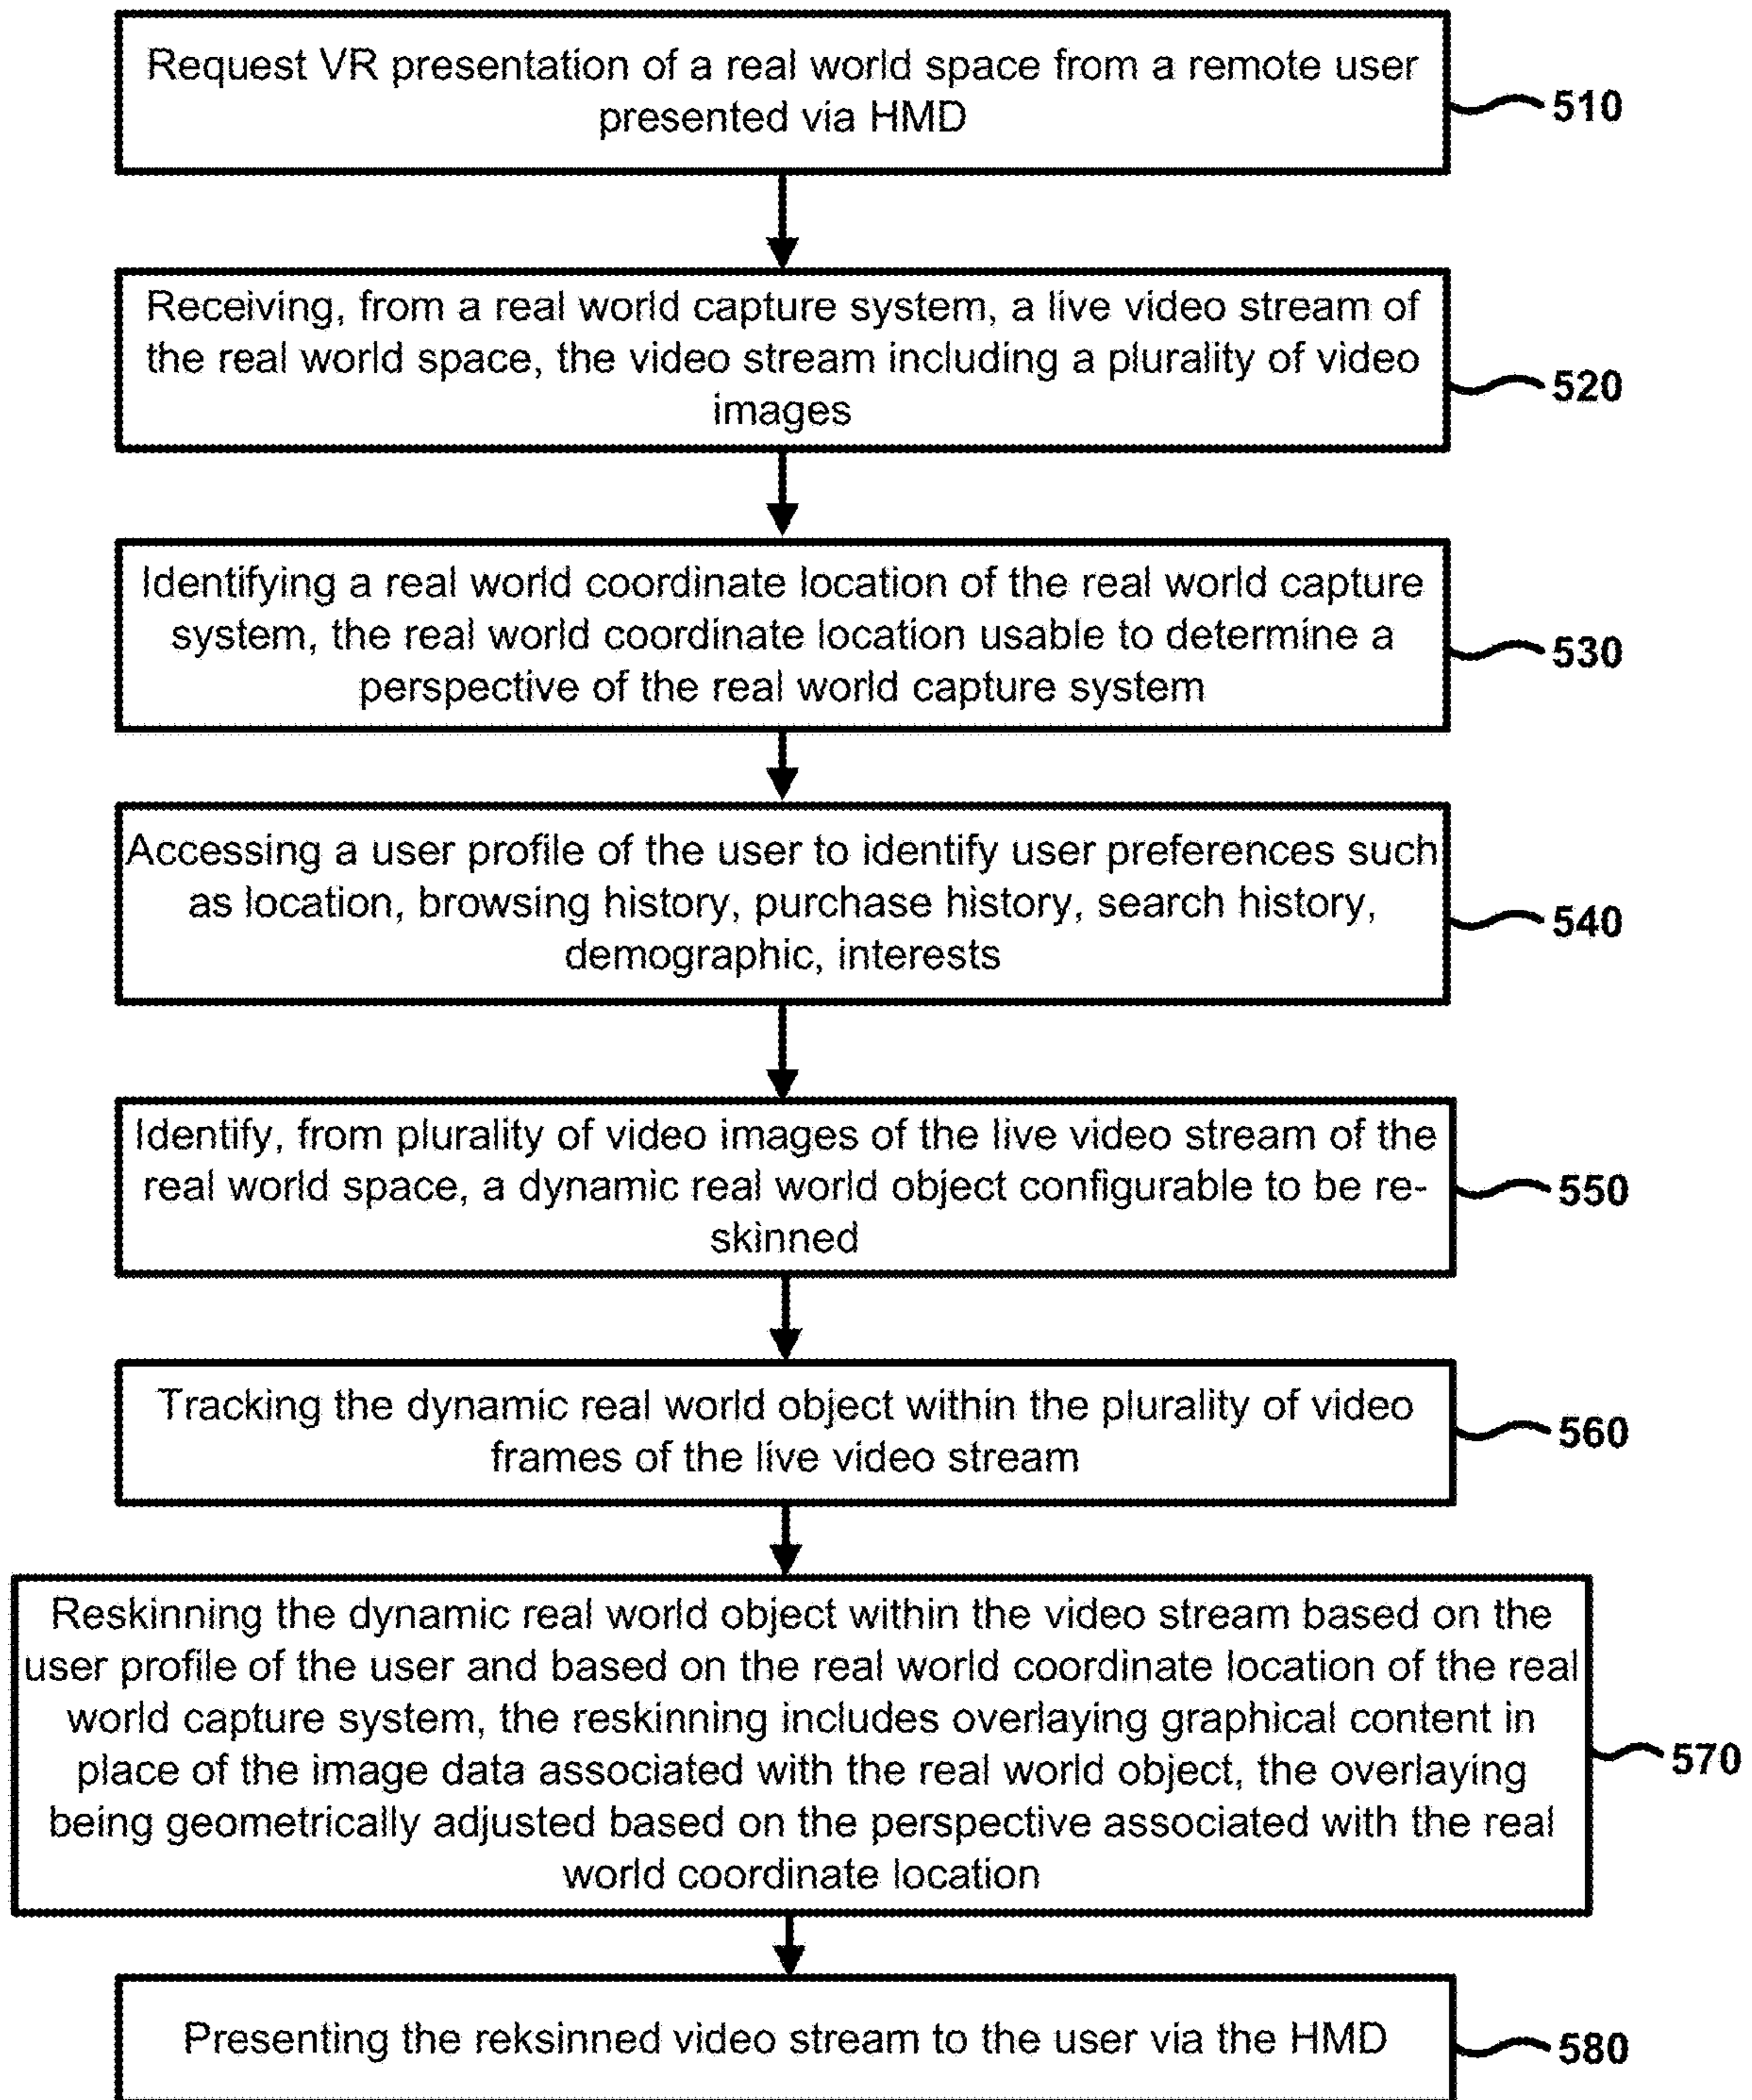 Request VR presentation of a real world space from a remote user
presented via HMD
510
Receiving, from a real world capture system, a live video stream of
the real world space, the video stream including a plurality of video
images
520
Identifying a real world coordinate location of the real world capture
system, the real world coordinate location usable to determine a
perspective of the real world capture system
530
Accessing a user profile of the user to identify user preferences such
as location, browsing history, purchase history, search history,
demographic, interests
540
Identify, from plurality of video images of the live video stream of the
real world space, a dynamic real world object configurable to be re-
skinned
550
Tracking the dynamic real world object within the plurality of video
frames of the live video stream
560
Reskinning the dynamic real world object within the video stream based on the
user profile of the user and based on the real world coordinate location of the real
world capture system, the reskinning includes overlaying graphical content in
place of the image data associated with the real world object, the overlaying
being geometrically adjusted based on the perspective associated with the real
world coordinate location
570
Presenting the reksinned video stream to the user via the HMD
580